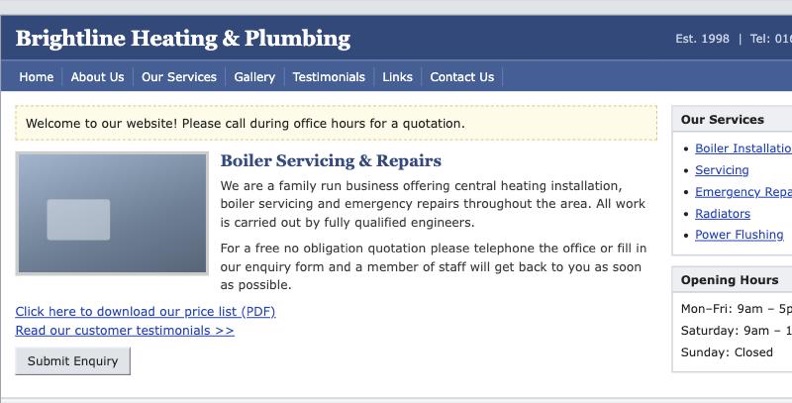 Brightline Heating & Plumbing
Est. 1998 | Tel:
Home About Us Our Services Gallery Testimonials Links Contact Us
Welcome to our website! Please call during office hours for a quotation.
Boiler Servicing & Repairs
We are a family run business offering central heating installation,
boiler servicing and emergency repairs throughout the area. All work
is carried out by fully qualified engineers.
For a free no obligation quotation please telephone the office or fill in
our enquiry form and a member of staff will get back to you as soon
as possible.
Click here to download our price list (PDF)
Read our customer testimonials >>
Submit Enquiry
Our Services
Boiler
Servicing
Emergency
Radiators
Power Flushing
Opening Hours
Mon–Fri: 9am –
Saturday: 9am –
Sunday: Closed